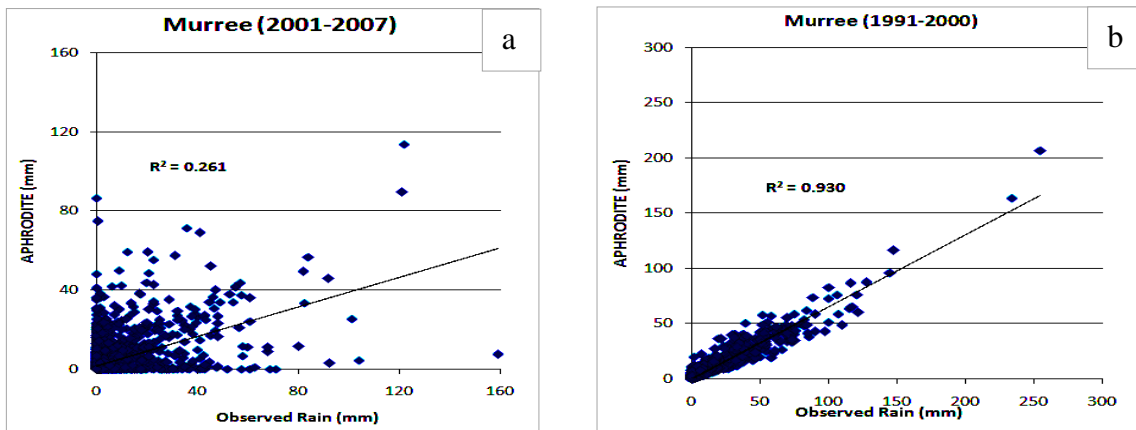 Murree (2001-2007)
a
160
120
80
40
0
R² = 0.261
APHRODITE (mm)
0 40 80 120 160
Observed Rain (mm)
Murree (1991-2000)
b
300
250
200
150
100
50
0
R² = 0.930
APHRODITE (mm)
0 50 100 150 200 250 300
Observed Rain (mm)